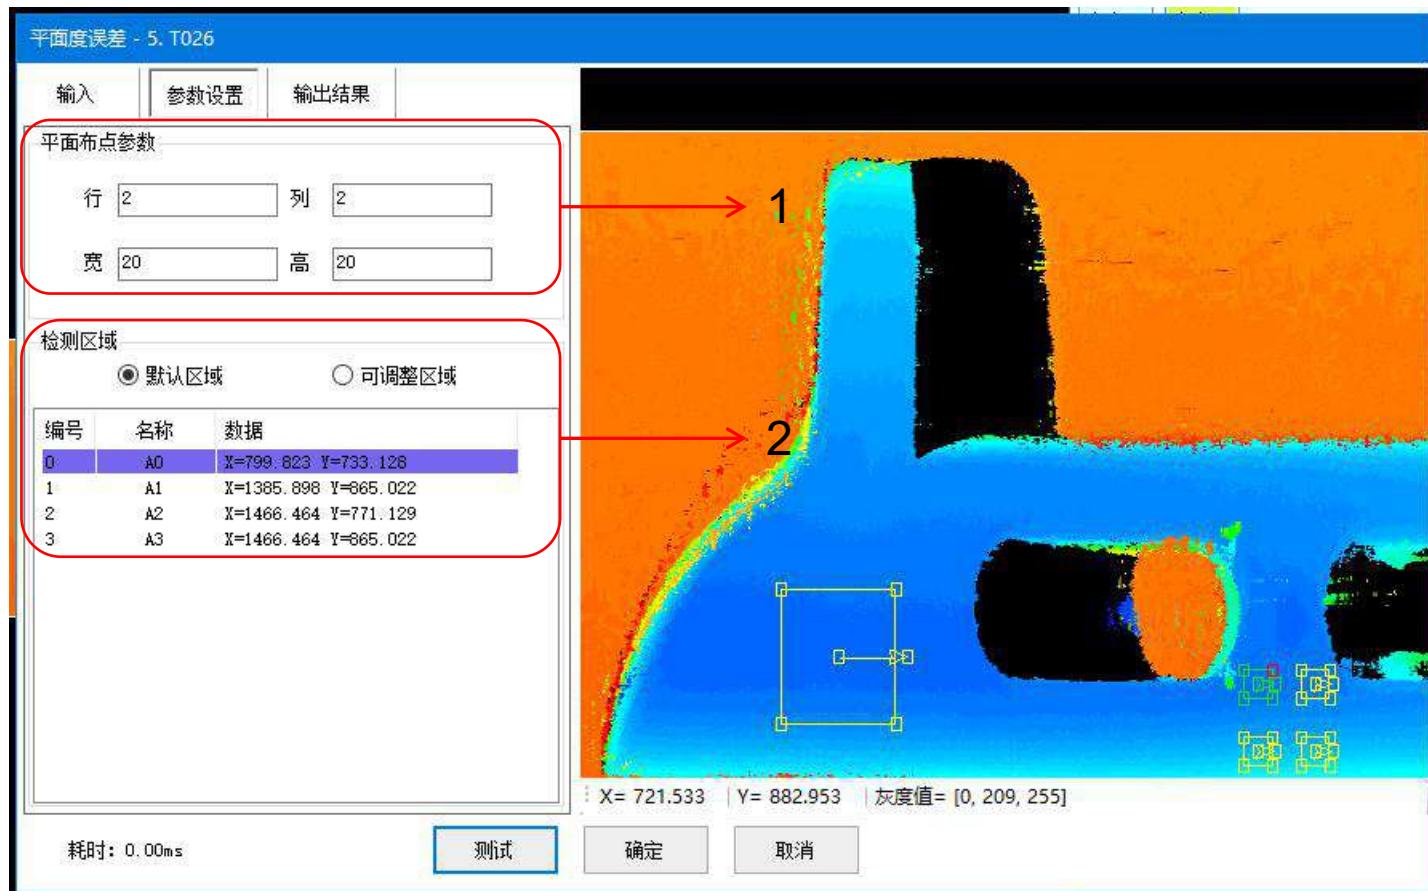 平面度误差 - 5. T026
输入 参数设置 输出结果
平面布点参数
行 2 列 2
宽 20 高 20
1
检测区域
默认区域 可调整区域
编号 名称 数据
0 A0 X=799.823 Y=733.128
1 A1 X=1385.898 Y=865.022
2 A2 X=1466.464 Y=771.129
3 A3 X=1466.464 Y=865.022
2
X= 721.533 Y= 882.953 灰度值= [0, 209, 255]
耗时: 0.00ms 测试 确定 取消